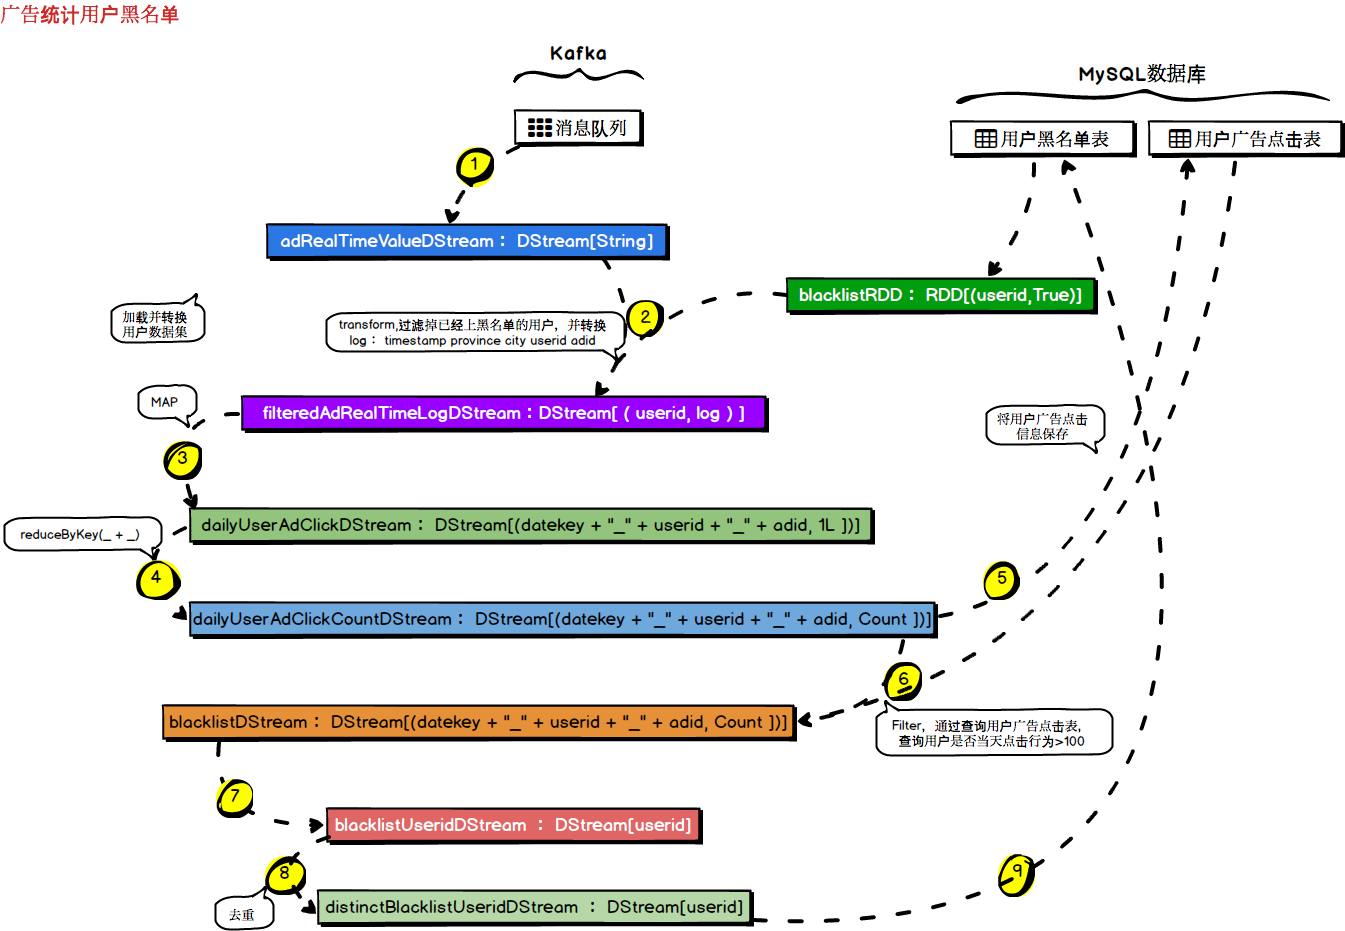 广告统计用户黑名单
Kafka
MySQL数据库
消息队列
用户黑名单表
用户广告点击表
1
adRealTimeValueDStream： DStream[String]
blacklistRDD： RDD[(userid,True)]
加载并转换
用户数据集
2
transform,过滤掉已经上黑名单的用户，并转换
log： timestamp province city userid adid
MAP
filteredAdRealTimeLogDStream：DStream[ ( userid, log ) ]
将用户广告点击
信息保存
3
dailyUserAdClickDStream： DStream[(datekey + "_" + userid + "_" + adid, 1L ])]
reduceByKey(_ + _)
4
5
dailyUserAdClickCountDStream： DStream[(datekey + "_" + userid + "_" + adid, Count ])]
6
blacklistDStream： DStream[(datekey + "_" + userid + "_" + adid, Count ])]
Filter，通过查询用户广告点击表，
查询用户是否当天点击行为>100
7
blacklistUseridDStream ： DStream[userid]
8
9
去重
distinctBlacklistUseridDStream ： DStream[userid]